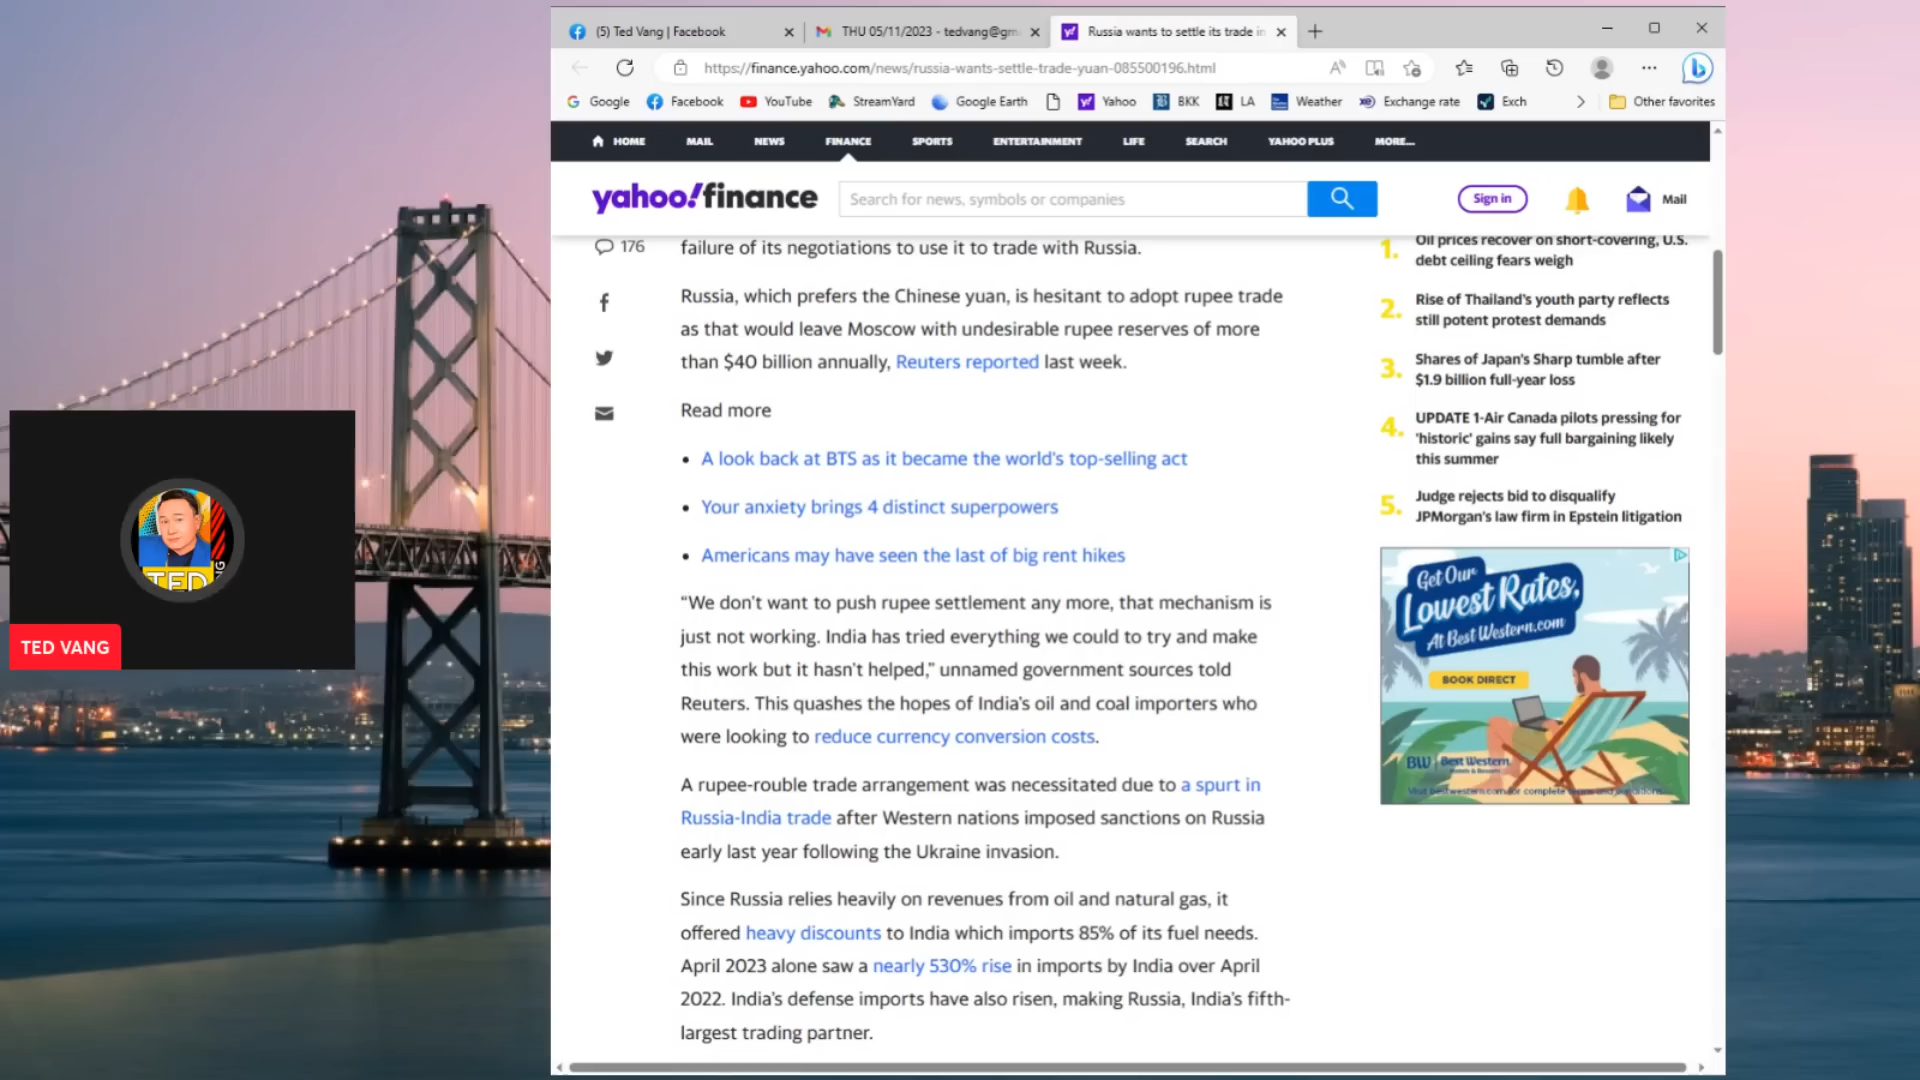 (5) Ted Vang | Facebook
THU 05/11/2023 - tedvang@gm
Russia wants to settle its trade in
https://finance.yahoo.com/news/russia-wants-settle-trade-yuan-085500196.html
Google
Facebook
YouTube
StreamYard
Google Earth
Yahoo
BKK
LA
Weather
Exchange rate
Exch
Other favorites
HOME
MAIL
NEWS
FINANCE
SPORTS
ENTERTAINMENT
LIFE
SEARCH
YAHOO PLUS
MORE...
yahoo!finance
Search for news, symbols or companies
Sign in
Mail
176
failure of its negotiations to use it to trade with Russia.
Russia, which prefers the Chinese yuan, is hesitant to adopt rupee trade
as that would leave Moscow with undesirable rupee reserves of more
than $40 billion annually, Reuters reported last week.
Read more
• A look back at BTS as it became the world's top-selling act
• Your anxiety brings 4 distinct superpowers
• Americans may have seen the last of big rent hikes
“We don’t want to push rupee settlement any more, that mechanism is
just not working. India has tried everything we could to try and make
this work but it hasn’t helped,” unnamed government sources told
Reuters. This quashes the hopes of India’s oil and coal importers who
were looking to reduce currency conversion costs.
A rupee-rouble trade arrangement was necessitated due to a spurt in
Russia-India trade after Western nations imposed sanctions on Russia
early last year following the Ukraine invasion.
Since Russia relies heavily on revenues from oil and natural gas, it
offered heavy discounts to India which imports 85% of its fuel needs.
April 2023 alone saw a nearly 530% rise in imports by India over April
2022. India’s defense imports have also risen, making Russia, India’s fifth-
largest trading partner.
1. Oil prices recover on short-covering, U.S.
debt ceiling fears weigh
2. Rise of Thailand's youth party reflects
still potent protest demands
3. Shares of Japan's Sharp tumble after
$1.9 billion full-year loss
4. UPDATE 1-Air Canada pilots pressing for
'historic' gains say full bargaining likely
this summer
5. Judge rejects bid to disqualify
JPMorgan's law firm in Epstein litigation
Get Our
Lowest Rates,
At Best Western.com
BOOK DIRECT
BW Best Western
Hotels & Resorts
Visit bestwestern.com for complete terms and conditions.
TED
NG
TED VANG